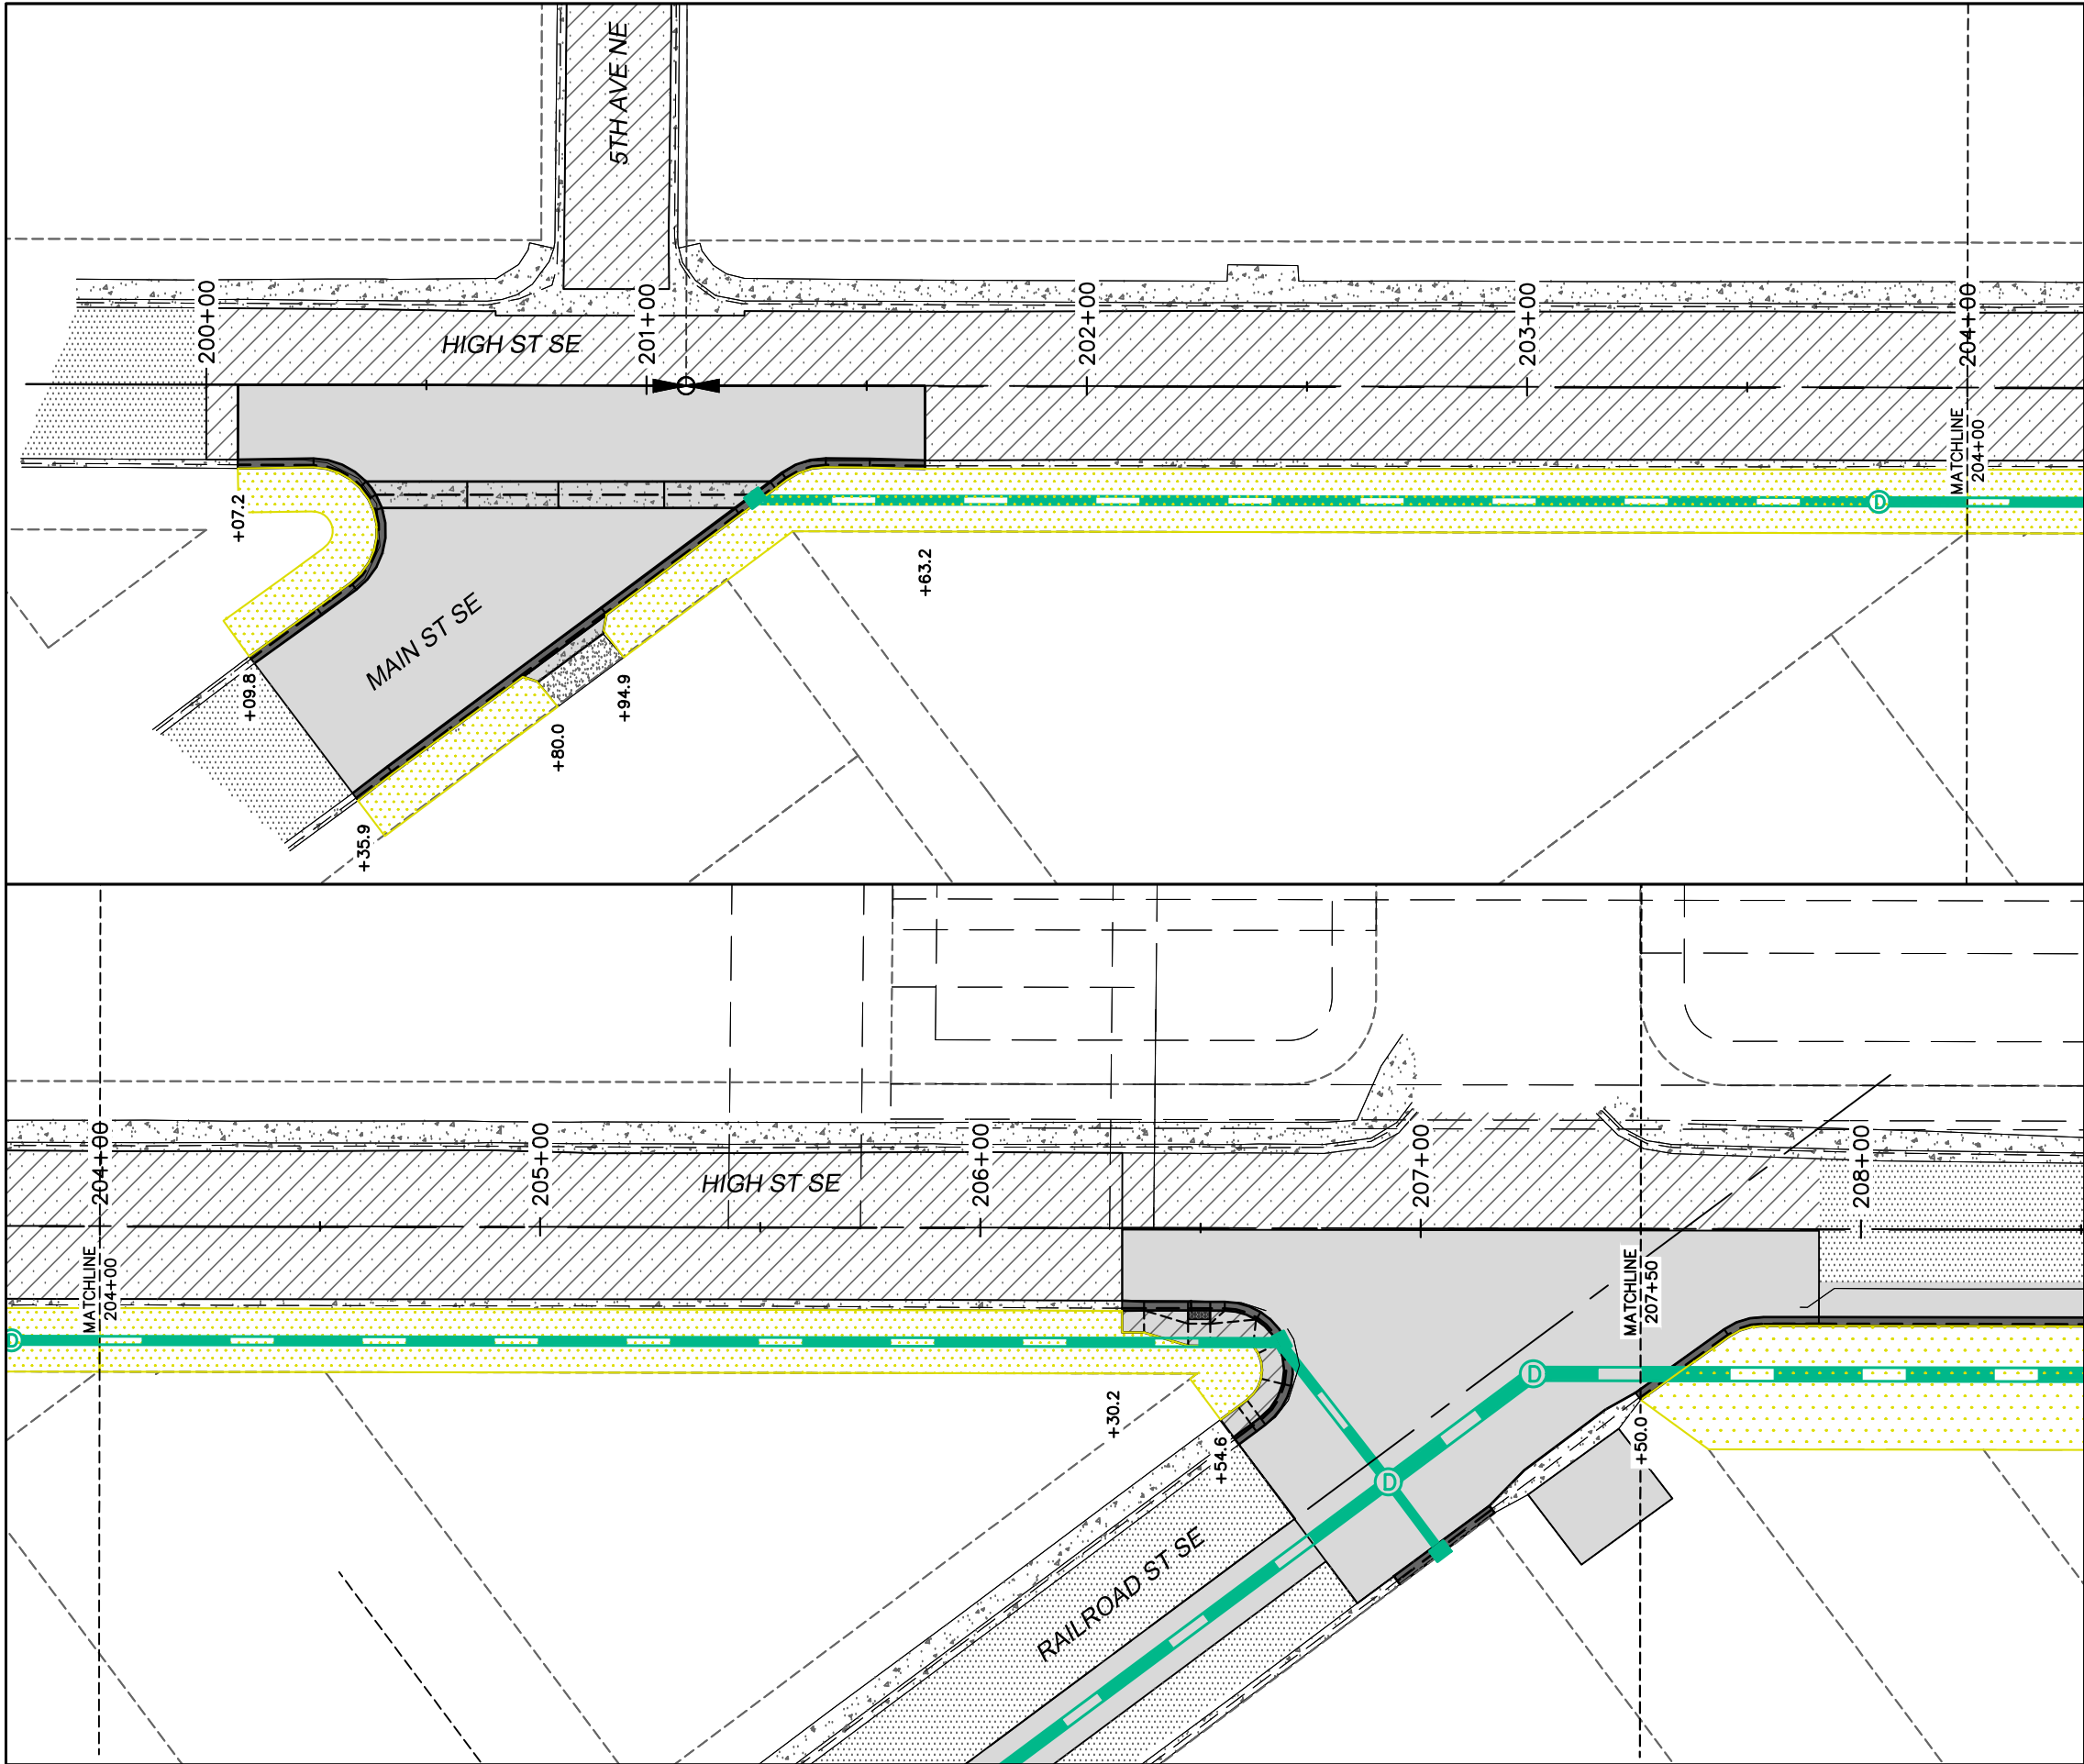 5TH AVE NE
200+00
HIGH ST SE
201+00
202+00
203+00
204+00
MATCHLINE
204+00
+07.2
+63.2
MAIN ST SE
+09.8
+94.9
+80.0
+35.9
204+00
205+00
HIGH ST SE
206+00
207+00
208+00
MATCHLINE
204+00
MATCHLINE
207+50
D
D
D
D
+30.2
+54.6
+50.0
RAILROAD ST SE